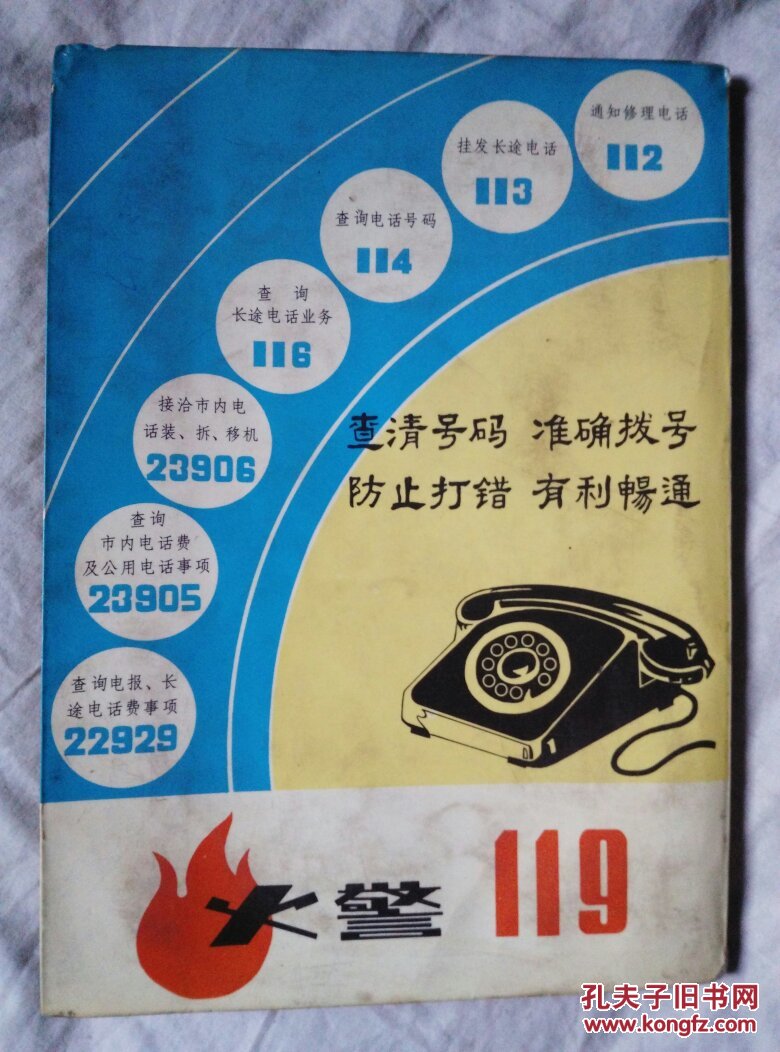 通知修理电话
112
挂发长途电话
113
查询电话号码
114
查 询
长途电话业务
116
接洽市内电
话装、拆、移机
23906
查询
市内电话费
及公用电话事项
23905
查询电报、长
途电话费事项
22929
查清号码 准确拨号
防止打错 有利暢通
火警 119
孔夫子旧书网
www.kongfz.com